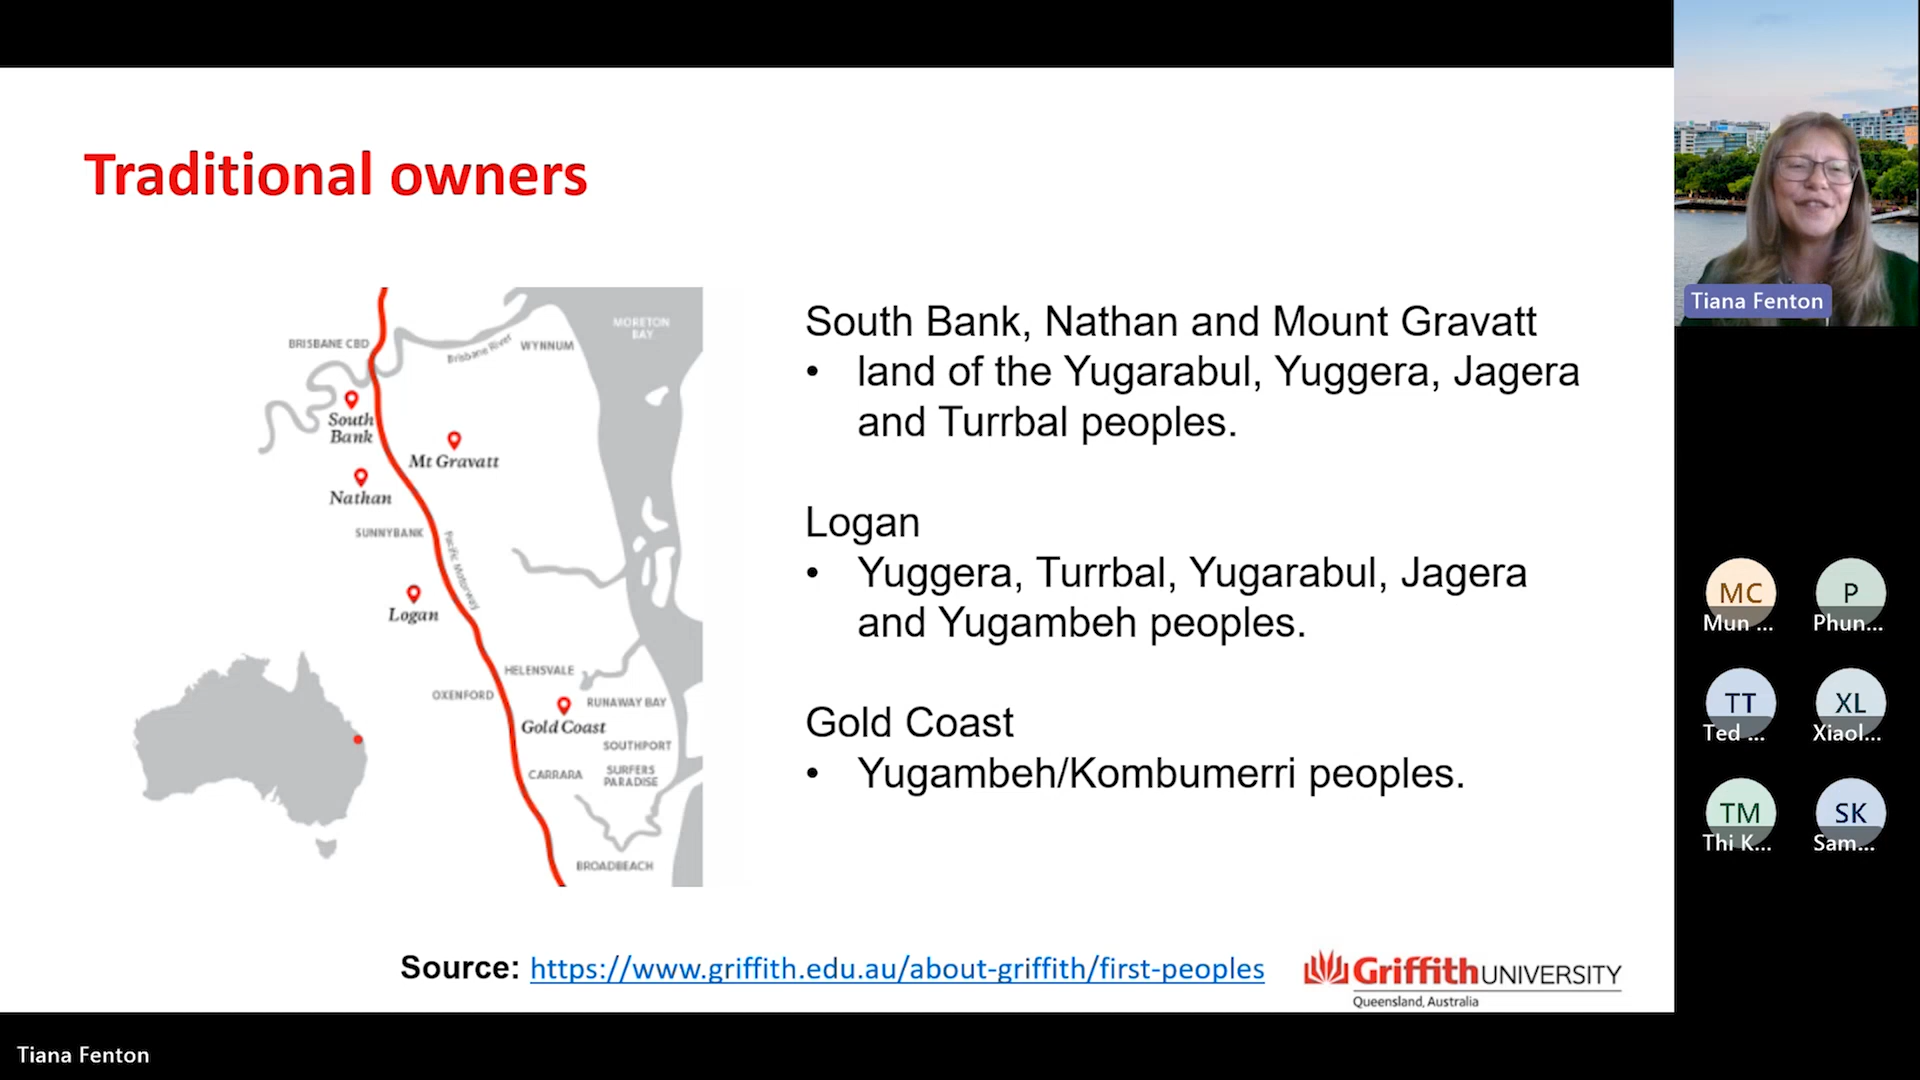 Traditional owners
BRISBANE CBD
Brisbane River
WYNNUM
MORETON
BAY
South
Bank
Mt Gravatt
Nathan
SUNNYBANK
Pacific Motorway
Logan
HELENSVALE
OXENFORD
RUNAWAY BAY
Gold Coast
SOUTHPORT
CARRARA
SURFERS
PARADISE
BROADBEACH
South Bank, Nathan and Mount Gravatt
• land of the Yugarabul, Yuggera, Jagera
and Turrbal peoples.
Logan
• Yuggera, Turrbal, Yugarabul, Jagera
and Yugambeh peoples.
Gold Coast
• Yugambeh/Kombumerri peoples.
Source: https://www.griffith.edu.au/about-griffith/first-peoples
Griffith UNIVERSITY
Queensland, Australia
Tiana Fenton
MC
Mun ...
P
Phun...
TT
Ted ...
XL
Xiaol...
TM
Thi K...
SK
Sam...
Tiana Fenton